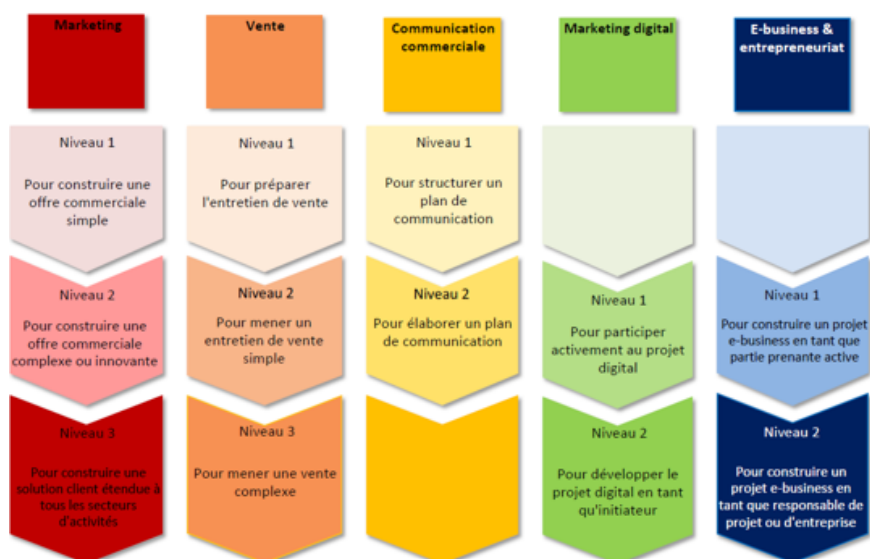 Marketing
Vente
Communication
commerciale
Marketing digital
E-business &
entrepreneuriat
Niveau 1
Pour construire une
offre commerciale
simple
Niveau 1
Pour préparer
l'entretien de vente
Niveau 1
Pour structurer un
plan de
communication
Niveau 2
Pour construire une
offre commerciale
complexe ou innovante
Niveau 2
Pour mener un
entretien de vente
simple
Niveau 2
Pour élaborer un plan
de communication
Niveau 1
Pour participer
activement au projet
digital
Niveau 1
Pour construire un projet
e-business en tant que
partie prenante active
Niveau 3
Pour construire une
solution client étendue à
tous les secteurs
d'activités
Niveau 3
Pour mener une vente
complexe
Niveau 2
Pour développer le
projet digital en tant
qu'initiateur
Niveau 2
Pour construire un
projet e-business en
tant que responsable de
projet ou d'entreprise